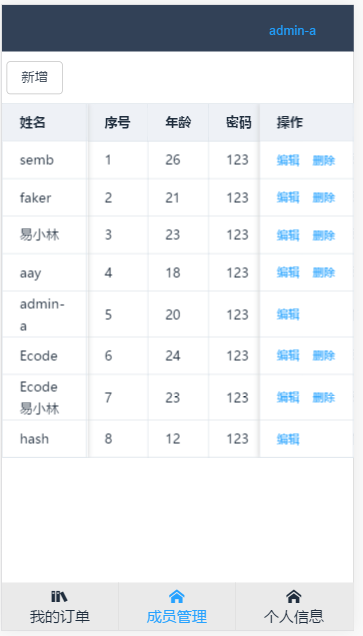 admin-a
新增
姓名 序号 年龄 密码 操作
semb 1 26 123 编辑 删除
faker 2 21 123 编辑 删除
易小林 3 23 123 编辑 删除
aay 4 18 123 编辑 删除
admin-
a 5 20 123 编辑
Ecode 6 24 123 编辑 删除
Ecode
易小林 7 23 123 编辑 删除
hash 8 12 123 编辑
我的订单 成员管理 个人信息